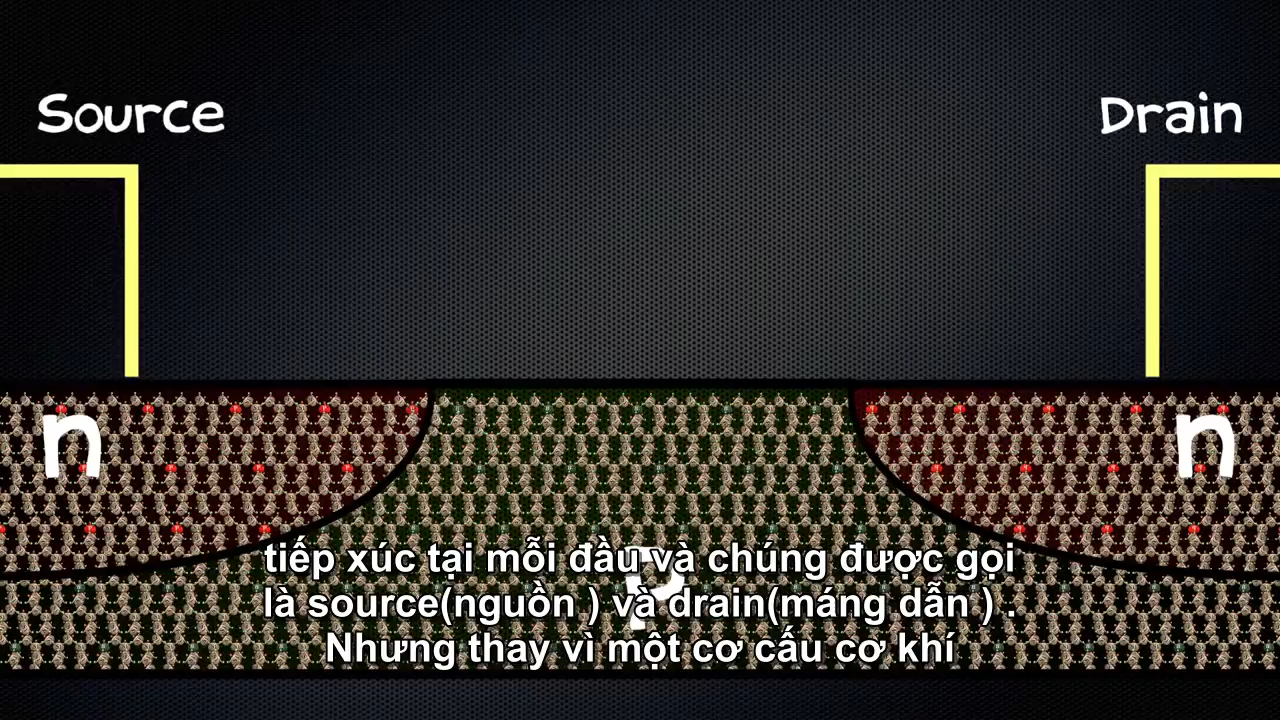 Source
Drain
n
n
p
tiếp xúc tại mỗi đầu và chúng được gọi
là source(nguồn ) và drain(máng dẫn ) .
Nhưng thay vì một cơ cấu cơ khí